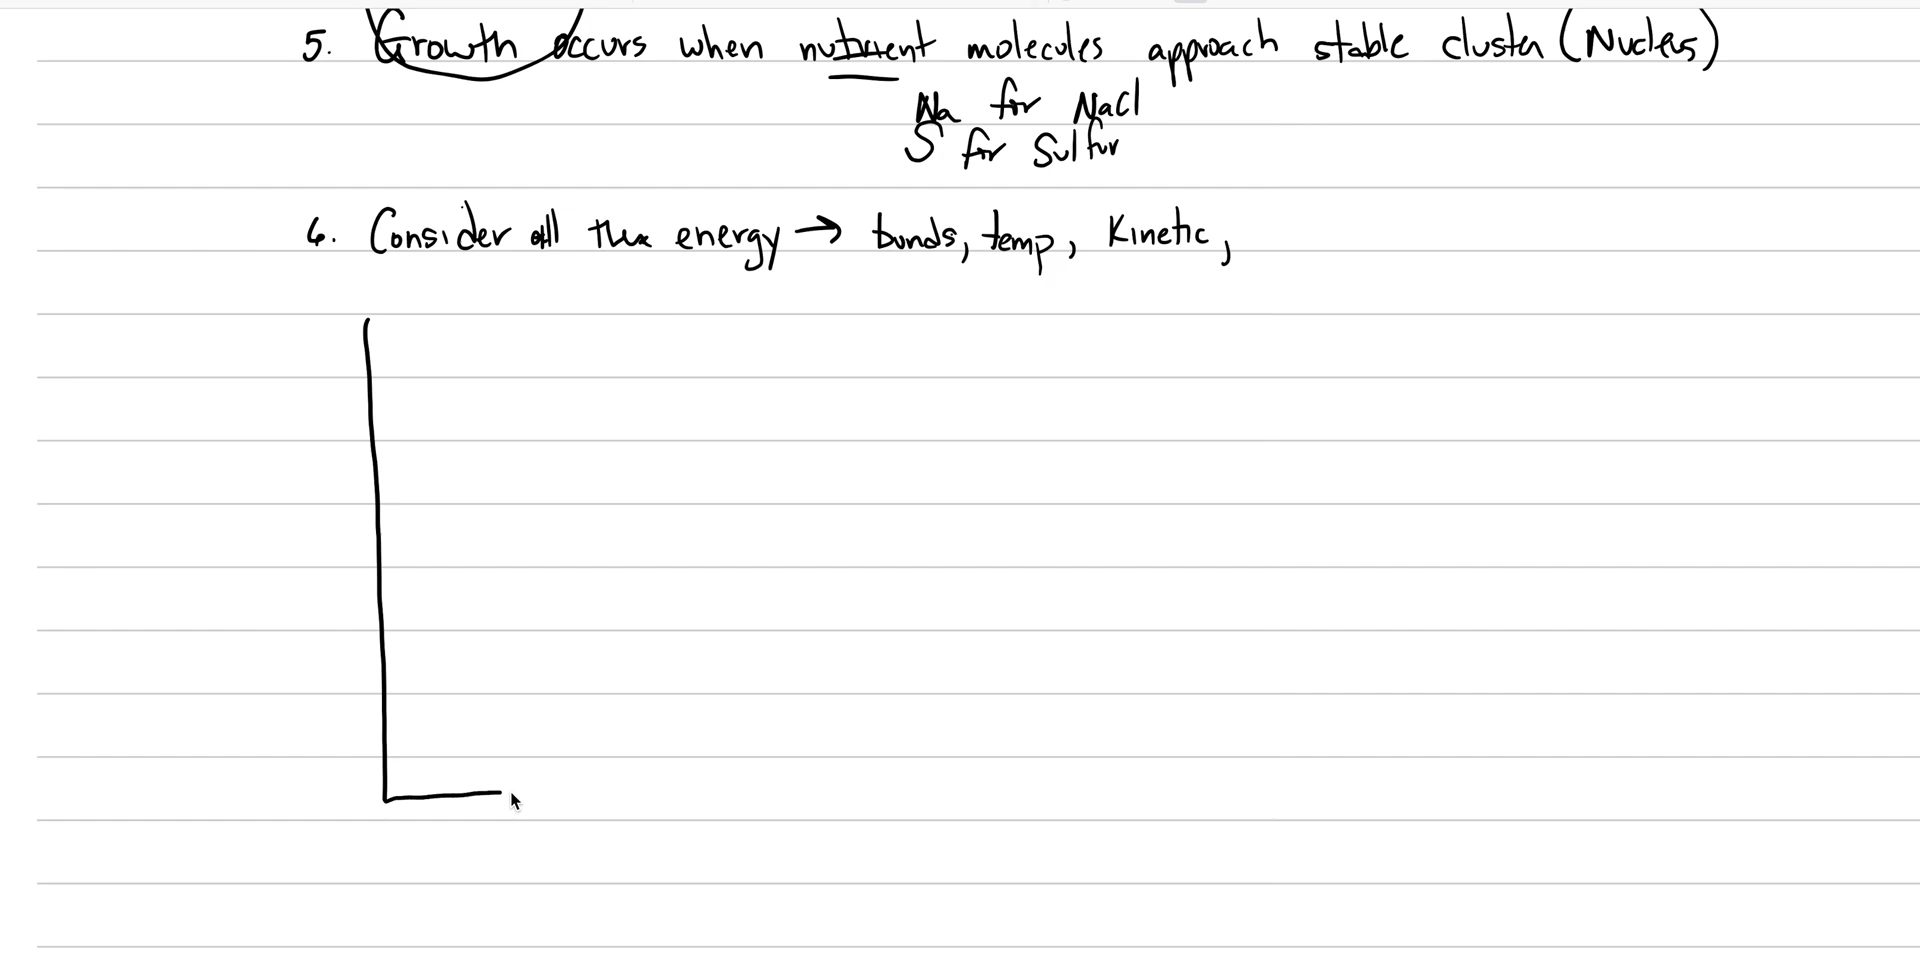 5. Growth occurs when nutrient molecules approach stable cluster (Nucleus)
Na for NaCl
S for Sulfur
6. Consider all the energy → bonds, temp, Kinetic,